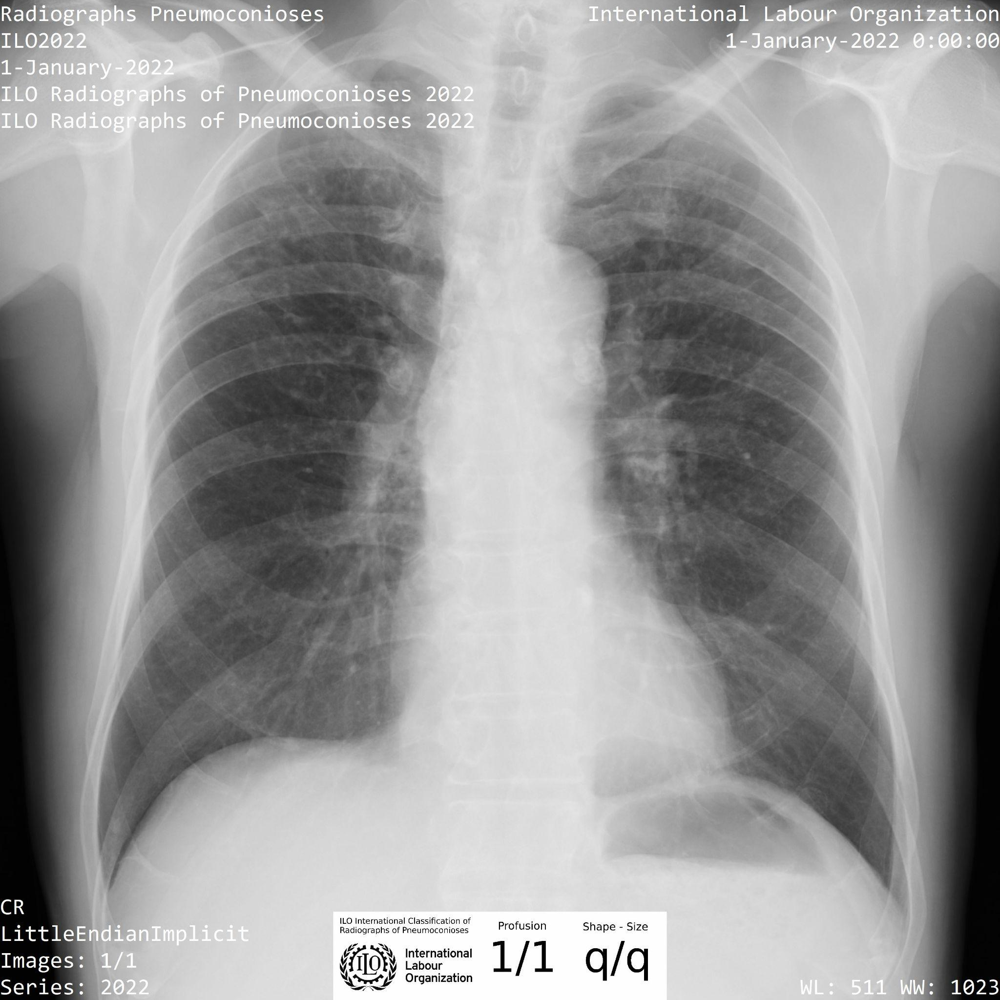 Radiographs Pneumoconioses
ILO2022
1-January-2022
ILO Radiographs of Pneumoconioses 2022
ILO Radiographs of Pneumoconioses 2022
International Labour Organization
1-January-2022 0:00:00
CR
LittleEndianImplicit
Images: 1/1
Series: 2022
ILO International Classification of
Radiographs of Pneumoconioses
ILO
International
Labour
Organization
Profusion
1/1
Shape - Size
q/q
WL: 511 WW: 1023